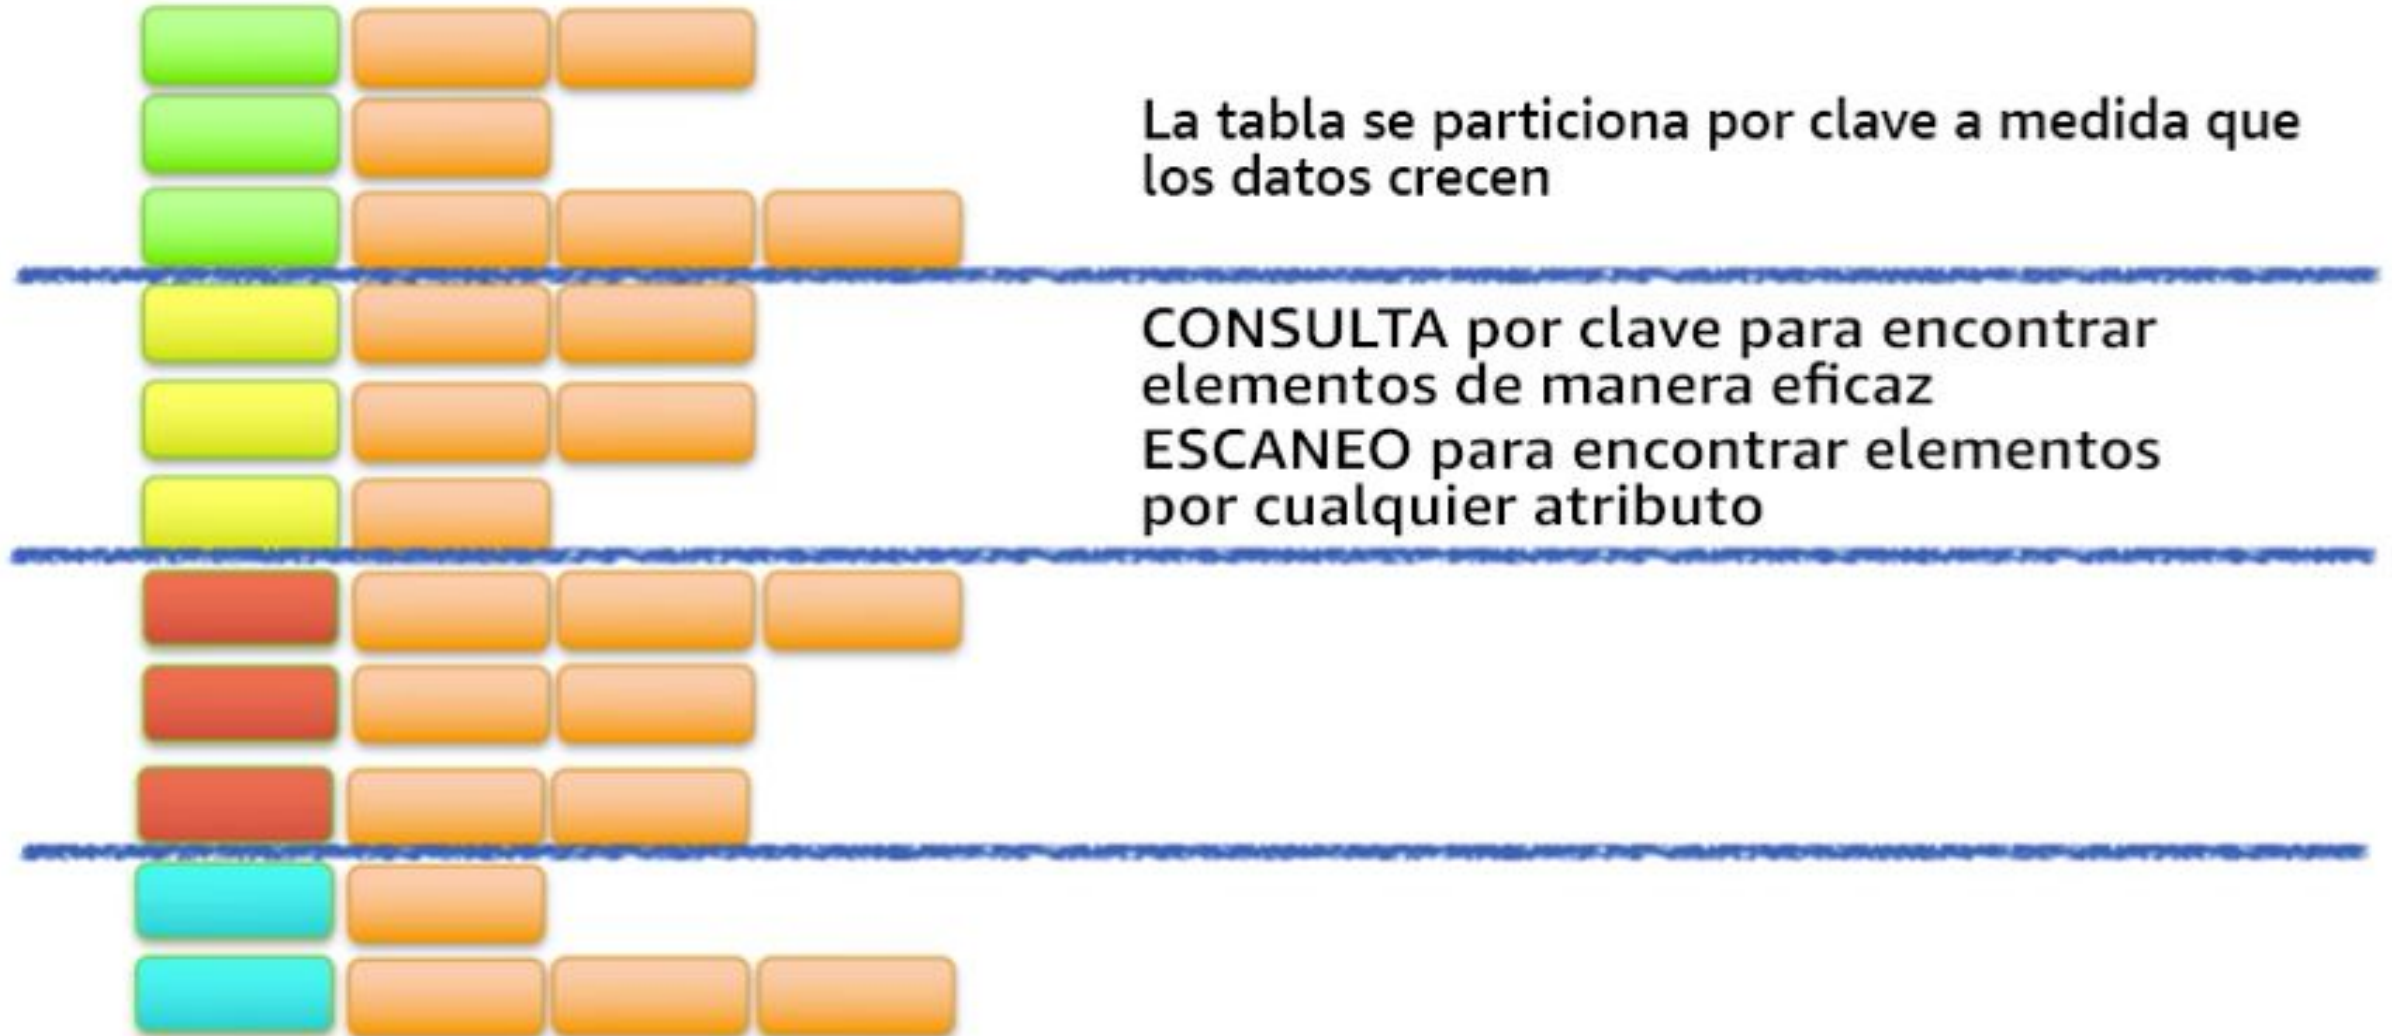 La tabla se particiona por clave a medida que
los datos crecen
CONSULTA por clave para encontrar
elementos de manera eficaz
ESCANEO para encontrar elementos
por cualquier atributo